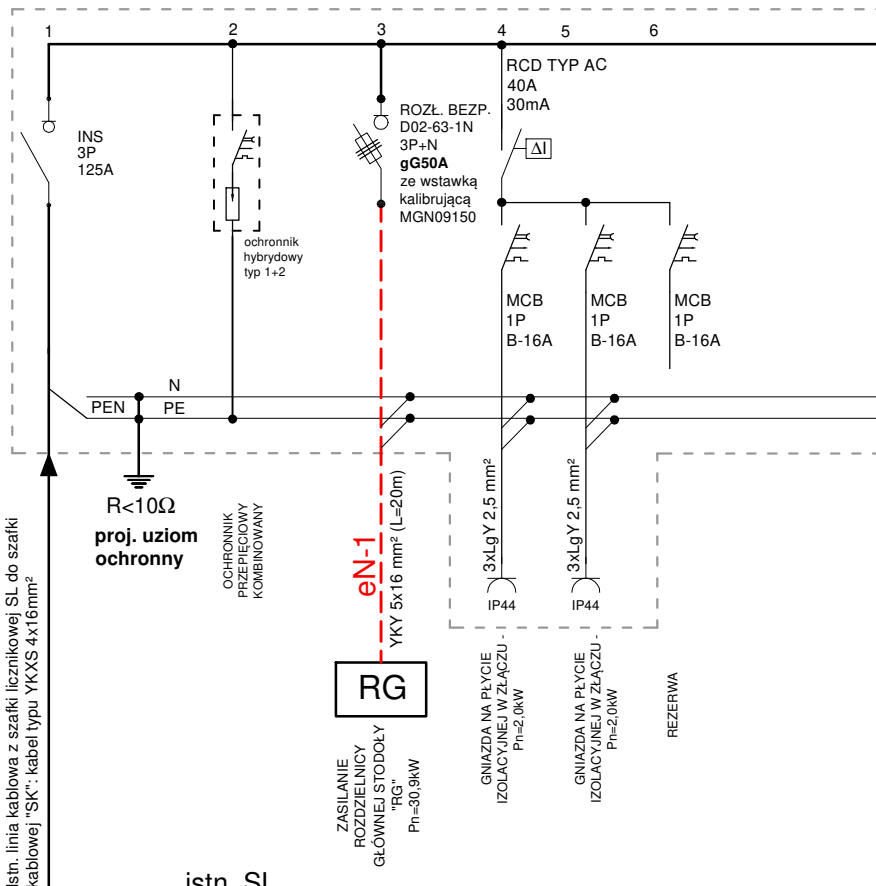 1
2
3
4
5
6
INS
3P
125A
ochronnik
hybrydowy
typ 1+2
ROZŁ. BEZP.
D02-63-1N
3P+N
gG50A
ze wstawką
kalibrującą
MGN09150
RCD TYP AC
40A
30mA
ΔI
MCB
1P
B-16A
MCB
1P
B-16A
MCB
1P
B-16A
N
PEN
PE
R<10Ω
proj. uziom
ochronny
OCHRONNIK
PRZEPIĘCIOWY
KOMBINOWANY
eN-1
YKY 5x16 mm² (L=20m)
3xLgY 2,5 mm²
3xLgY 2,5 mm²
IP44
IP44
RG
ZASILANIE
ROZDZIELNICY
GŁÓWNEJ STODOŁY
"RG"
Pn=30,9kW
GNIAZDA NA PŁYCIE
IZOLACYJNEJ W ZŁĄCZU -
Pn=2,0kW
GNIAZDA NA PŁYCIE
IZOLACYJNEJ W ZŁĄCZU -
Pn=2,0kW
REZERWA
Istn. linia kablowa z szafki licznikowej SL do szafki
kablowej "SK": kabel typu YKXS 4x16mm²
istn. SL